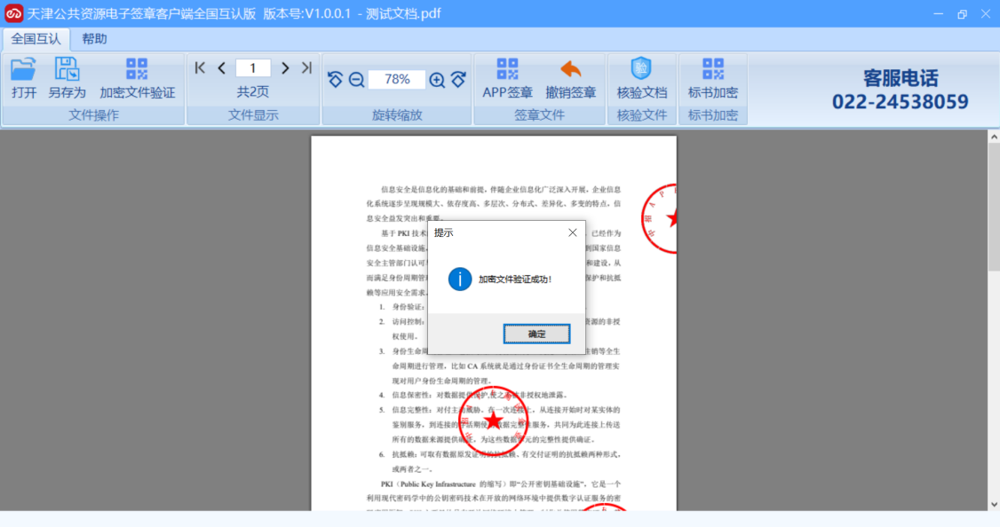 天津公共资源电子签章客户端全国互认版 版本号:V1.0.0.1 - 测试文档.pdf
全国互认 帮助
打开 另存为 加密文件验证
文件操作
1
共2页
文件显示
78%
旋转缩放
APP签章 撤销签章
签章文件
验
核验文档
核验文件
标书加密
标书加密
客服电话
022-24538059
信息安全是信息化的基础和前提，伴随企业信息化广泛深入开展，企业信息
化系统逐步呈现规模大、依存度高、多层次、分布式、差异化、多变的特点，信
息安全益发突出和重要。
基于 PKI 技术 已经作为
信息安全基础设施， 到国家信息
安全主管部门认可 和建设，从
而满足身份周期管 保护和抗抵
赖等应用安全需求。
1. 身份验证：
2. 访问控制： 资源的非授
权使用。
3. 身份生命周 注销等全生
命周期进行管理，比如 CA 系统就是通过身份证书全生命周期的管理实
现对用户身份生命周期的管理。
4. 信息保密性：对数据提供保护,使之不被非授权地泄露。
5. 信息完整性：对付主动威胁。在一次连接上，从连接开始时对某实体的
鉴别服务，到连接的存活期使用数据完整性服务，共同为此连接上传送
所有的数据来源提供确证，为这些数据单元的完整性提供确证。
6. 抗抵赖：可取有数据原发证明的抗抵赖、有交付证明的抗抵赖两种形式，
或两者之一。
PKI（Public Key Infrastructure 的缩写）即“公开密钥基础设施”，它是一个
利用现代密码学中的公钥密码技术在开放的网络环境中提供数字认证服务的密
提示
加密文件验证成功!
确定